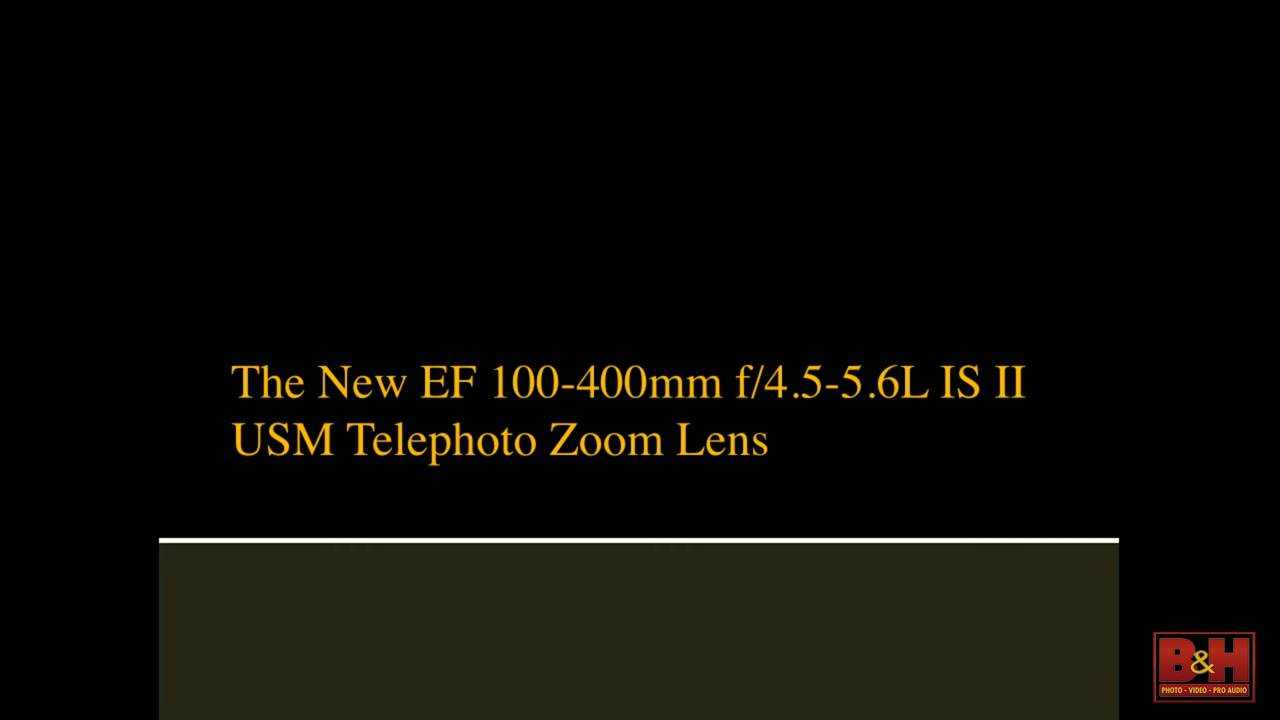 The New EF 100-400mm f/4.5-5.6L IS II
USM Telephoto Zoom Lens
B&H
PHOTO - VIDEO - PRO AUDIO